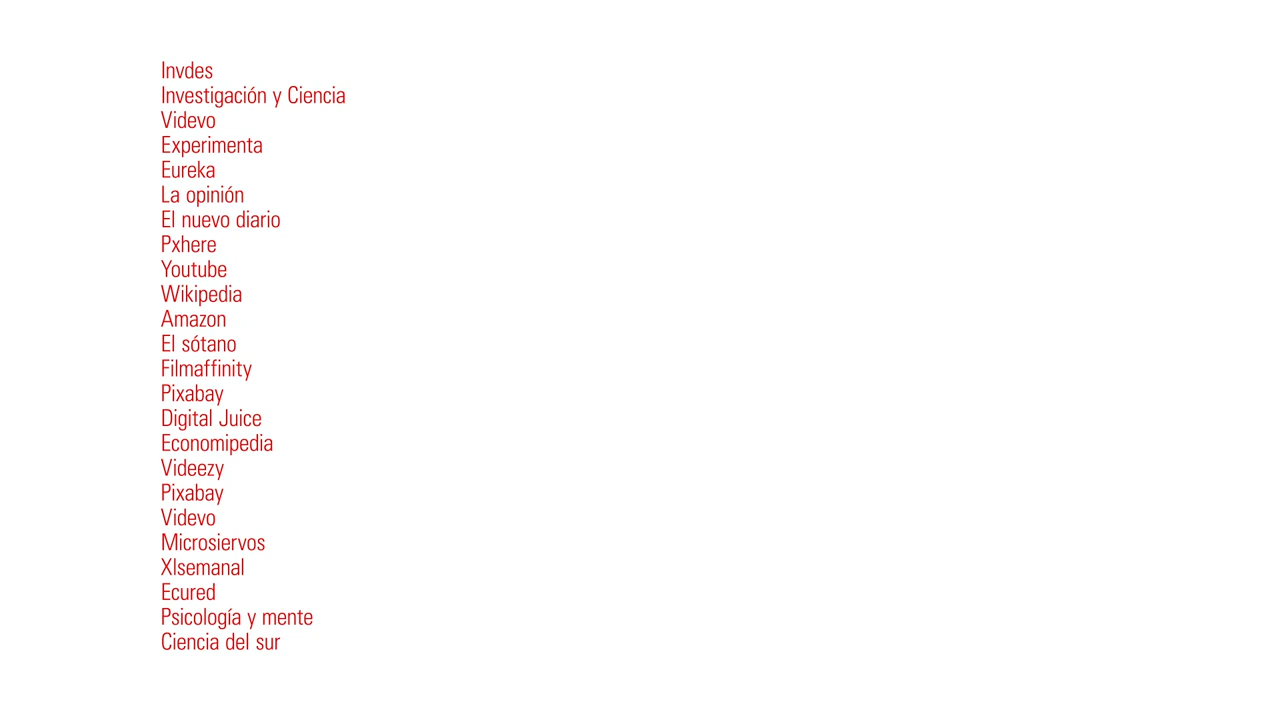 Invdes
Investigación y Ciencia
Videvo
Experimenta
Eureka
La opinión
El nuevo diario
Pxhere
Youtube
Wikipedia
Amazon
El sótano
Filmaffinity
Pixabay
Digital Juice
Economipedia
Videezy
Pixabay
Videvo
Microsiervos
Xlsemanal
Ecured
Psicología y mente
Ciencia del sur